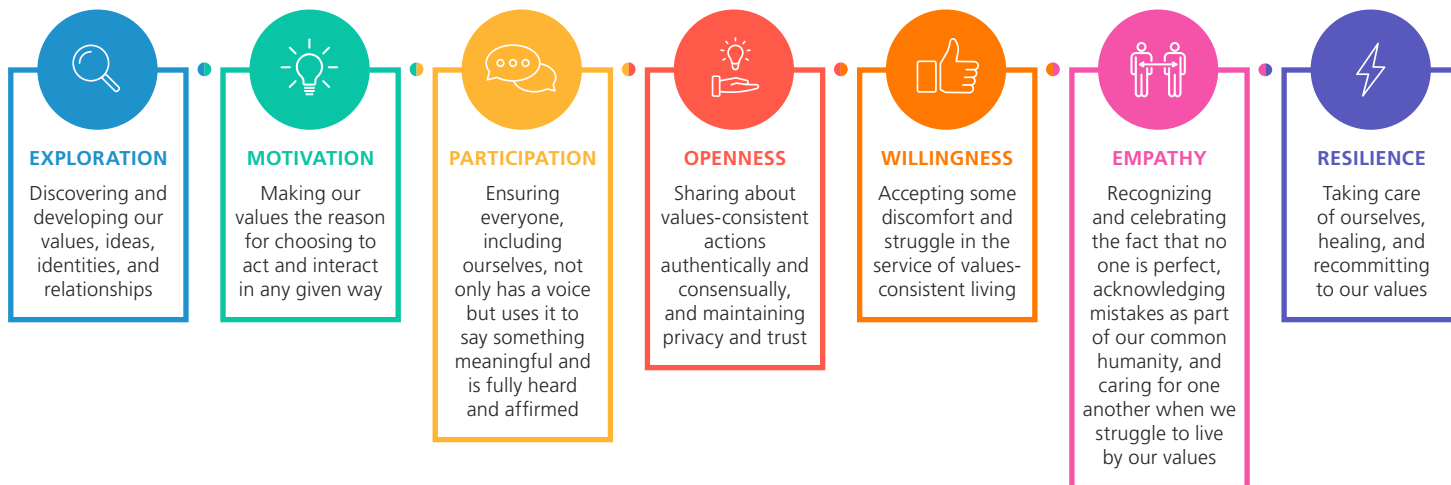 EXPLORATION
Discovering and
developing our
values, ideas,
identities, and
relationships
MOTIVATION
Making our
values the reason
for choosing to
act and interact
in any given way
PARTICIPATION
Ensuring
everyone,
including
ourselves, not
only has a voice
but uses it to
say something
meaningful and
is fully heard
and affirmed
OPENNESS
Sharing about
values-consistent
actions
authentically and
consensually,
and maintaining
privacy and trust
WILLINGNESS
Accepting some
discomfort and
struggle in the
service of values-
consistent living
EMPATHY
Recognizing
and celebrating
the fact that no
one is perfect,
acknowledging
mistakes as part
of our common
humanity, and
caring for one
another when we
struggle to live
by our values
RESILIENCE
Taking care
of ourselves,
healing, and
recommitting
to our values